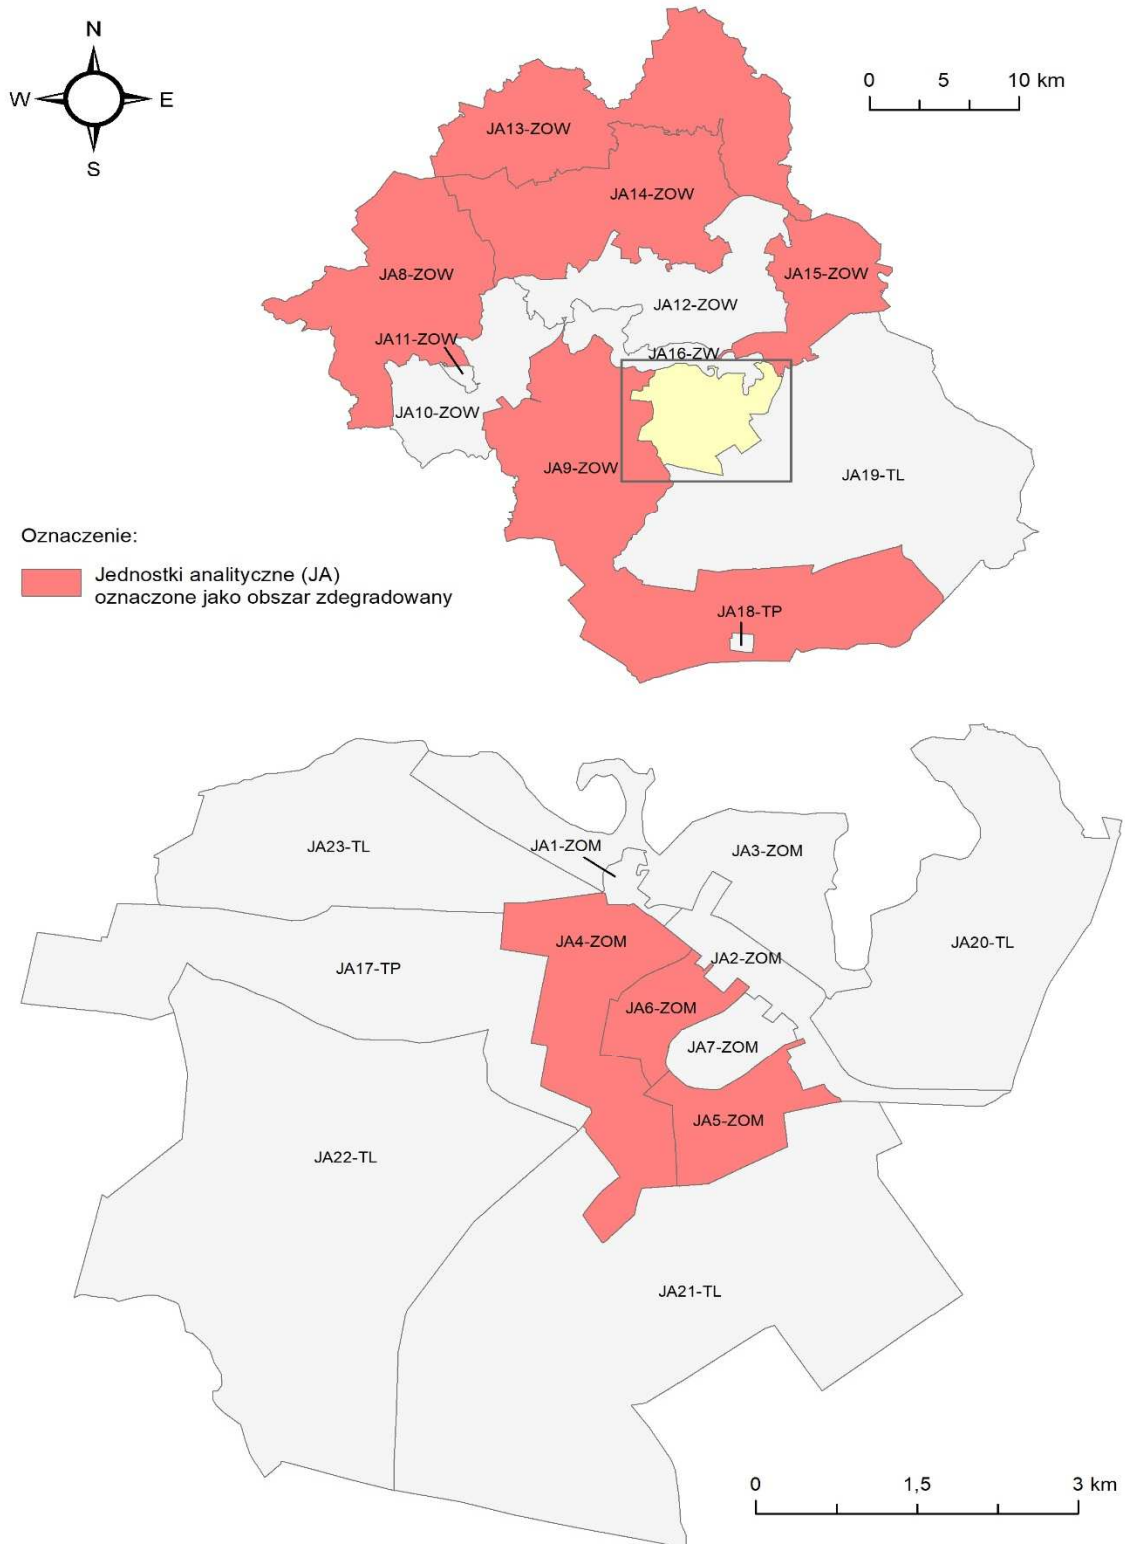 N
W
E
S
0 5 10 km
JA13-ZOW
JA14-ZOW
JA8-ZOW
JA15-ZOW
JA12-ZOW
JA11-ZOW
JA16-ZW
JA10-ZOW
JA9-ZOW
JA19-TL
Oznaczenie:
Jednostki analityczne (JA)
oznaczone jako obszar zdegradowany
JA18-TP
JA23-TL
JA1-ZOM
JA3-ZOM
JA4-ZOM
JA20-TL
JA17-TP
JA2-ZOM
JA6-ZOM
JA7-ZOM
JA5-ZOM
JA22-TL
JA21-TL
0 1,5 3 km